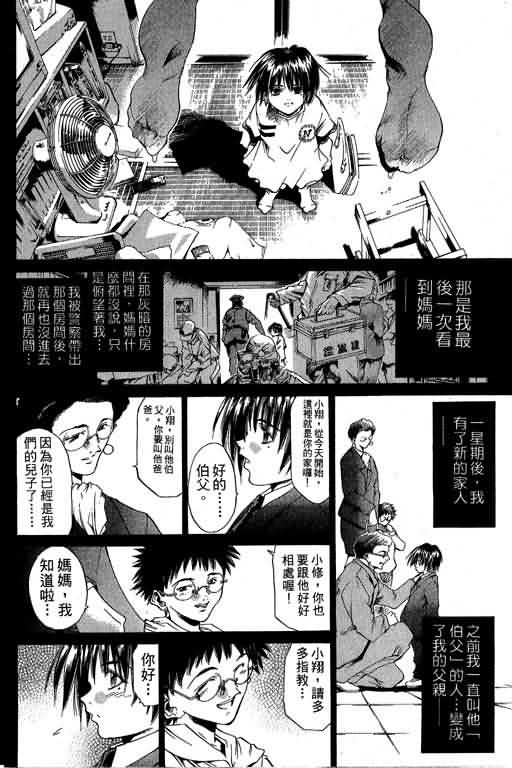 那是我最
後一次看
到媽媽——
在那灰暗的房
間裡,媽媽什
麼都沒說,只
是俯望著我…
我被警察帶出
那個房間後,
就再也沒進去
過那個房間…
一星期後,我
有了新的家人
小翔,從今天開始,
這裡就是你的家囉!
好的…
伯父。
小翔,別叫他伯
父,你要叫他爸
爸。
因為你已經是我
們的兒子了……
之前我一直叫他「
伯父」的人…變成
了我的父親——
小修,你也
要跟他好好
相處喔!
媽媽,我
知道啦…
小翔,請多
多指教…
你好…